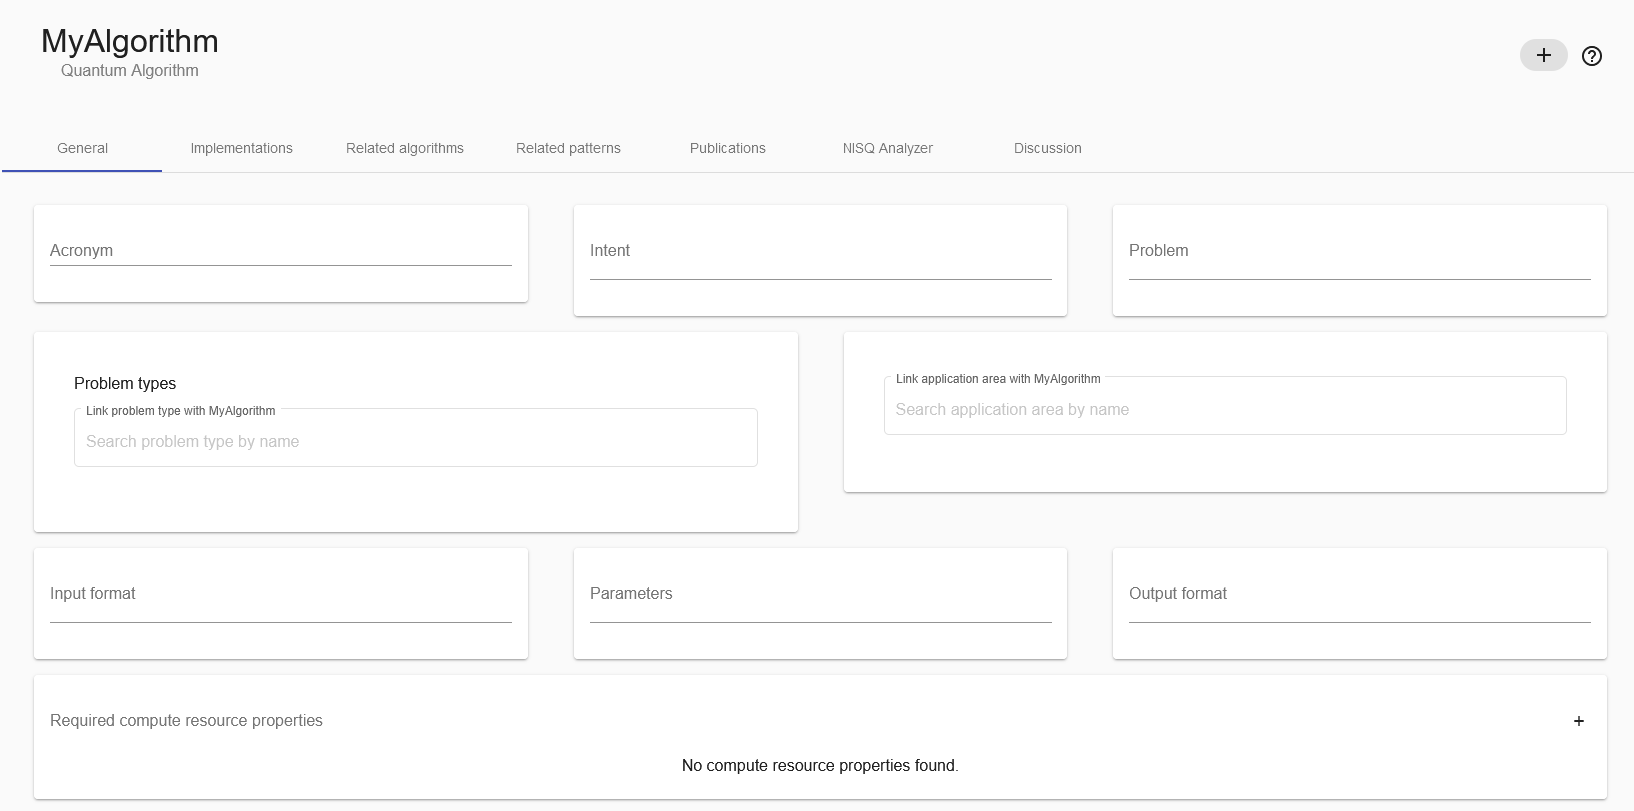 MyAlgorithm
Quantum Algorithm
General
Implementations
Related algorithms
Related patterns
Publications
NISQ Analyzer
Discussion
Acronym
Intent
Problem
Problem types
Link problem type with MyAlgorithm
Search problem type by name
Link application area with MyAlgorithm
Search application area by name
Input format
Parameters
Output format
Required compute resource properties
No compute resource properties found.